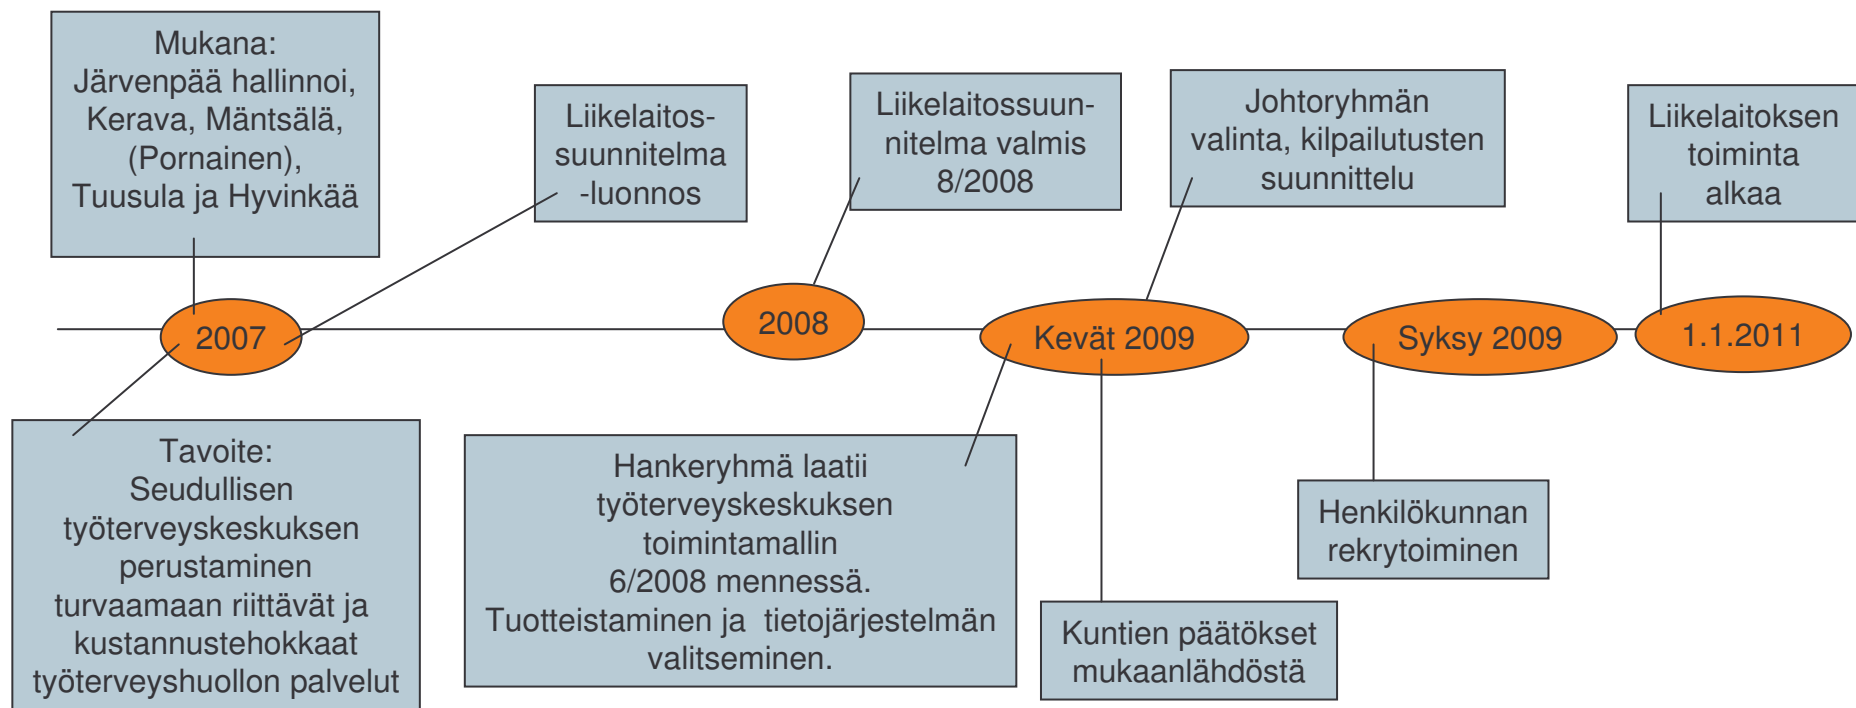 Mukana:
Järvenpää hallinnoi,
Kerava, Mäntsälä,
(Pornainen),
Tuusula ja Hyvinkää
Liikelaitos-
suunnitelma
-luonnos
Liikelaitossuun-
nitelma valmis
8/2008
Johtoryhmän
valinta, kilpailutusten
suunnittelu
Liikelaitoksen
toiminta
alkaa
2007
2008
Kevät 2009
Syksy 2009
1.1.2011
Tavoite:
Seudullisen
työterveyskeskuksen
perustaminen
turvaamaan riittävät ja
kustannustehokkaat
työterveyshuollon palvelut
Hankeryhmä laatii
työterveyskeskuksen
toimintamallin
6/2008 mennessä.
Tuotteistaminen ja tietojärjestelmän
valitseminen.
Kuntien päätökset
mukaanlähdöstä
Henkilökunnan
rekrytoiminen